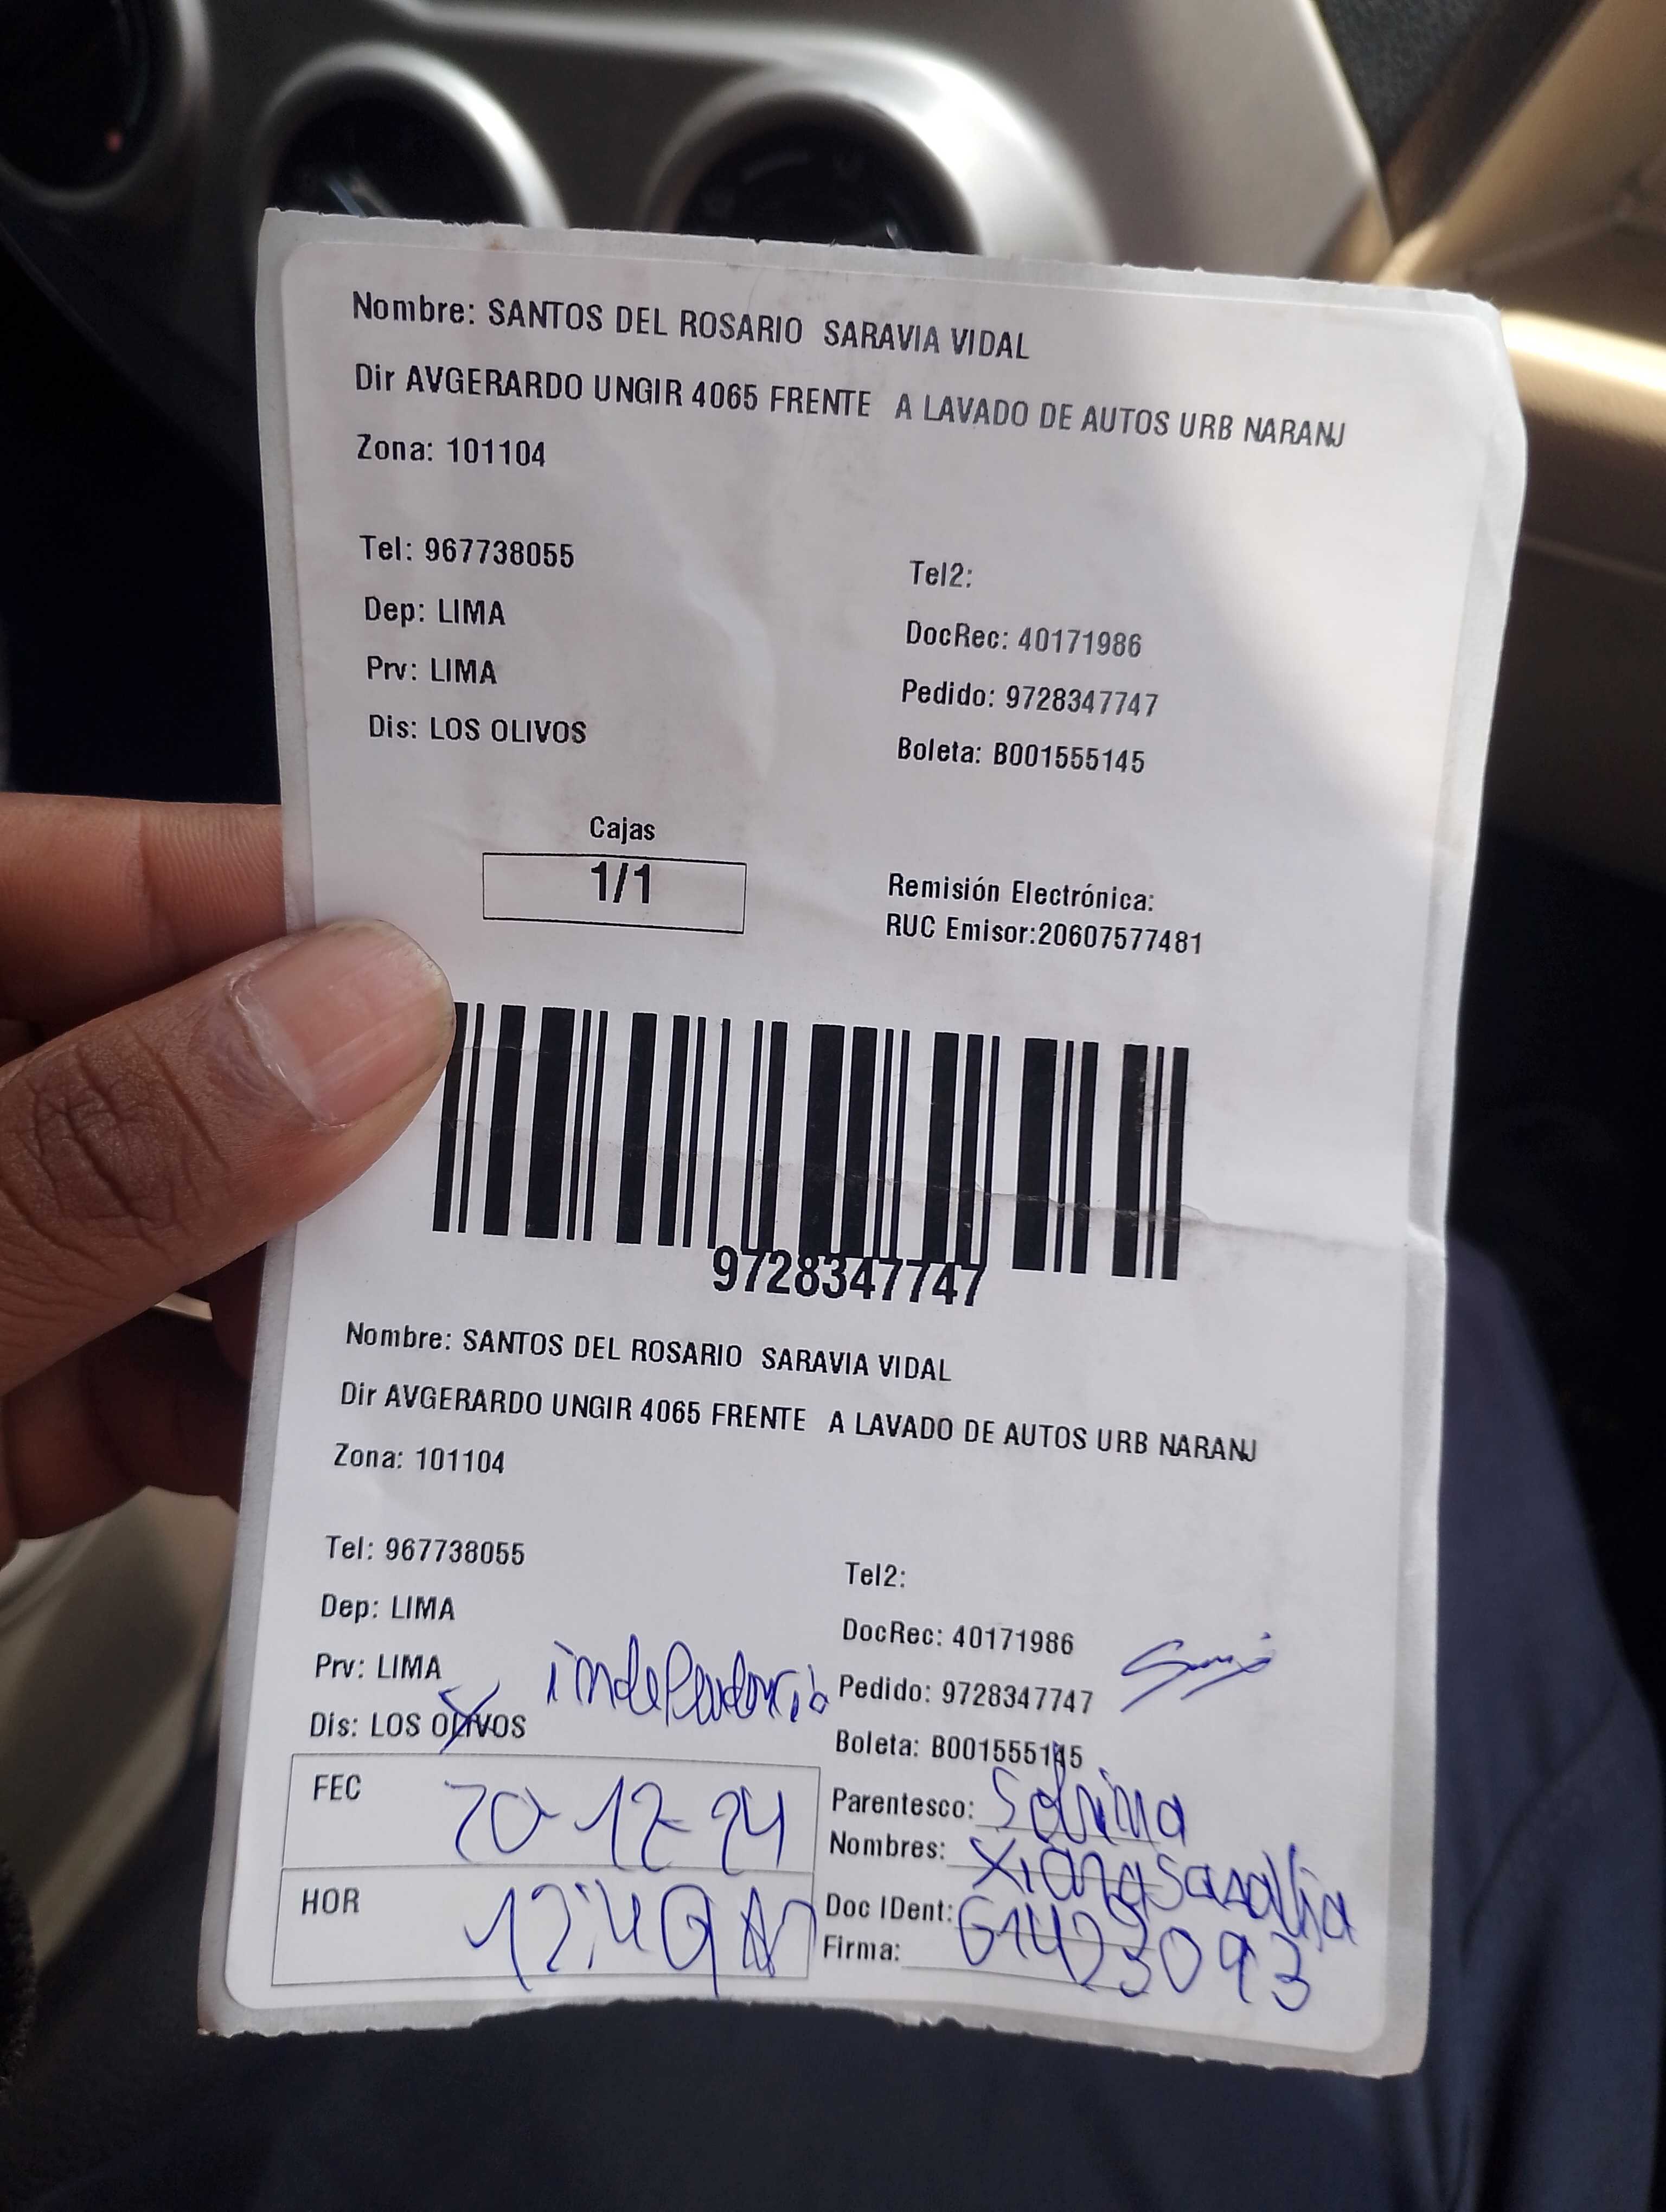 Nombre: SANTOS DEL ROSARIO SARAVIA VIDAL
Dir AVGERARDO UNGIR 4065 FRENTE A LAVADO DE AUTOS URB NARANJ
Zona: 101104
Tel: 967738055
Tel2:
Dep: LIMA
DocRec: 40171986
Prv: LIMA
Pedido: 9728347747
Dis: LOS OLIVOS
Boleta: B001555145
Cajas
1/1
Remisión Electrónica:
RUC Emisor:20607577481
9728347747
Nombre: SANTOS DEL ROSARIO SARAVIA VIDAL
Dir AVGERARDO UNGIR 4065 FRENTE A LAVADO DE AUTOS URB NARANJ
Zona: 101104
Tel: 967738055
Tel2:
Dep: LIMA
DocRec: 40171986
Prv: LIMA
Pedido: 9728347747
Dis: LOS OLIVOS
Boleta: B001555145
FEC 20-12-24
Parentesco: Sobrina
Nombres: Xiang
HOR 12:49
Doc IDent: 61423093
Firma: